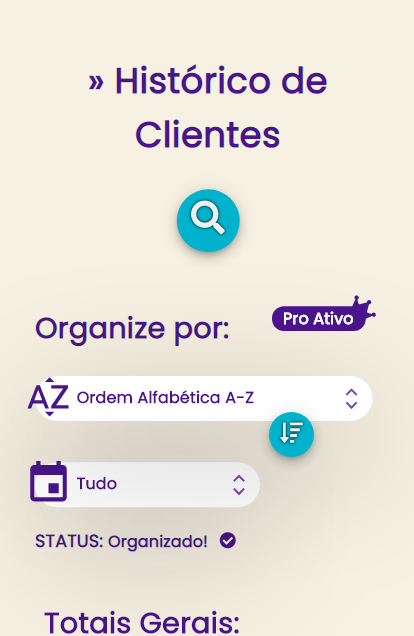 » Histórico de
Clientes
Organize por:
Pro Ativo
AZ
Ordem Alfabética A-Z
Tudo
STATUS: Organizado!
Totais Gerais: